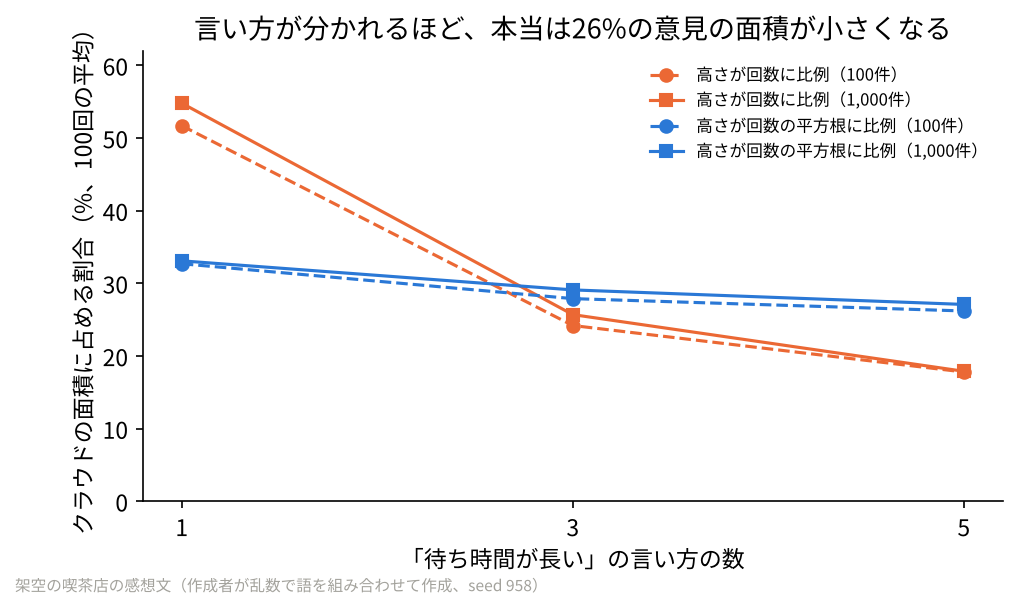 言い方が分かれるほど、本当は26%の意見の面積が小さくなる
クラウドの面積に占める割合（%、100回の平均）
60
50
40
30
20
10
0
高さが回数に比例（100件）
高さが回数に比例（1,000件）
高さが回数の平方根に比例（100件）
高さが回数の平方根に比例（1,000件）
1
3
5
「待ち時間が長い」の言い方の数
架空の喫茶店の感想文（作成者が乱数で語を組み合わせて作成、seed 958）